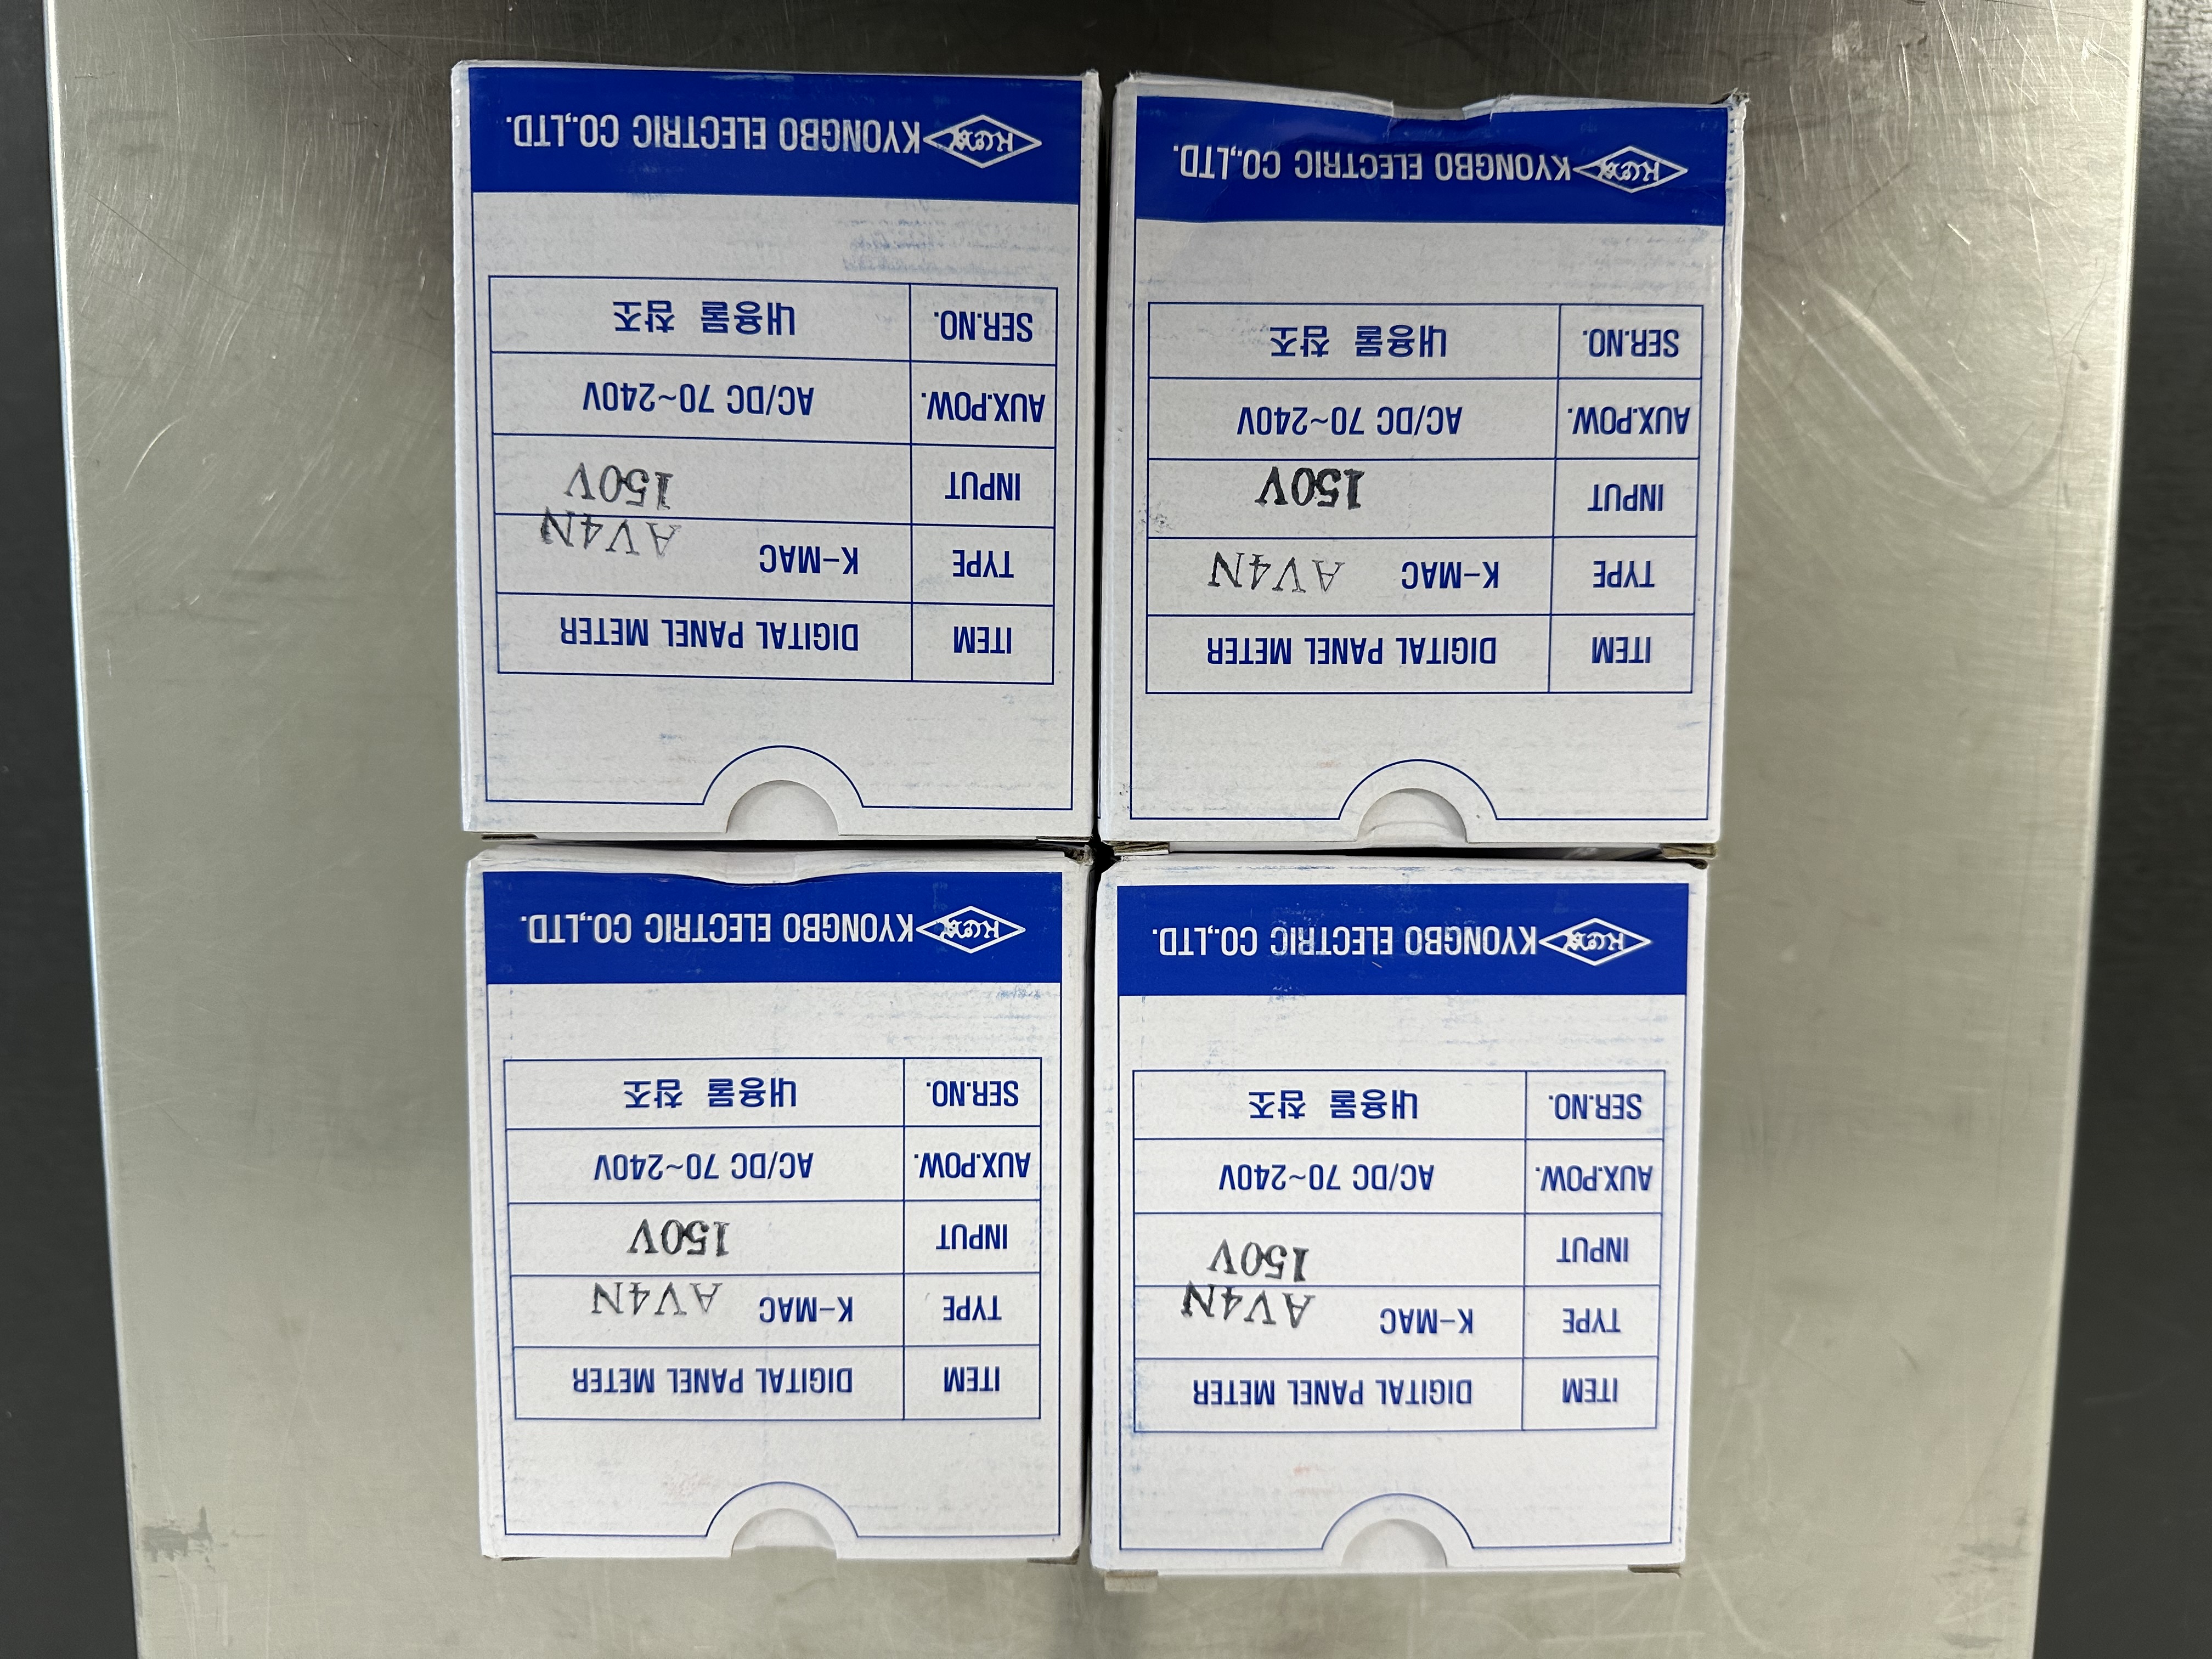 KYONGBO ELECTRIC CO.,LTD.
SER.NO. 내용물 참조
AUX.POW. AC/DC 70~240V
INPUT 150V
TYPE K-MAC AV4N
ITEM DIGITAL PANEL METER
KYONGBO ELECTRIC CO.,LTD.
SER.NO. 내용물 참조
AUX.POW. AC/DC 70~240V
INPUT 150V
TYPE K-MAC AV4N
ITEM DIGITAL PANEL METER
KYONGBO ELECTRIC CO.,LTD.
SER.NO. 내용물 참조
AUX.POW. AC/DC 70~240V
INPUT 150V
TYPE K-MAC AV4N
ITEM DIGITAL PANEL METER
KYONGBO ELECTRIC CO.,LTD.
SER.NO. 내용물 참조
AUX.POW. AC/DC 70~240V
INPUT 150V
TYPE K-MAC AV4N
ITEM DIGITAL PANEL METER